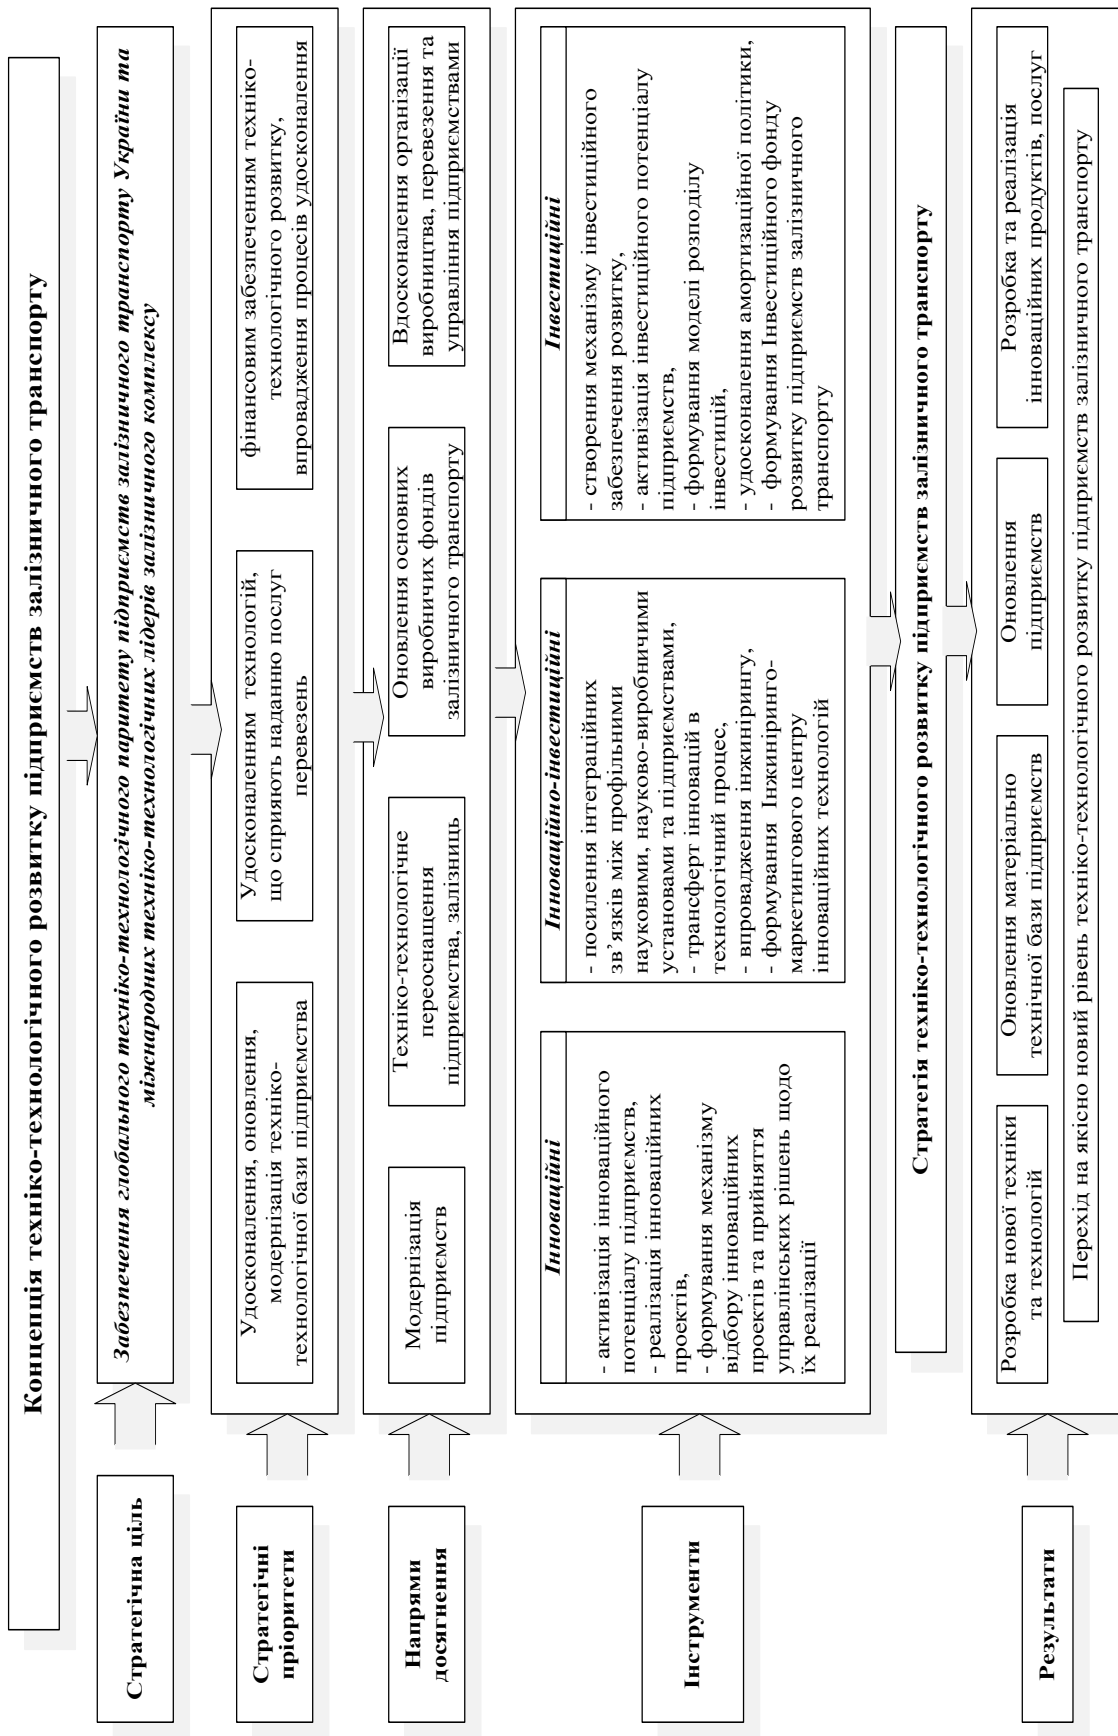 Концепція техніко-технологічного розвитку підприємств залізничного транспорту
Стратегічна ціль
Забезпечення глобального техніко-технологічного паритету підприємств залізничного транспорту України та
міжнародних техніко-технологічних лідерів залізничного комплексу
Стратегічні
пріоритети
Удосконалення, оновлення,
модернізація техніко-
технологічної бази підприємства
Удосконаленням технологій,
що сприяють наданню послуг
перевезень
фінансовим забезпеченням техніко-
технологічного розвитку,
впровадження процесів удосконалення
Напрями
досягнення
Модернізація
підприємств
Техніко-технологічне
переоснащення
підприємства, залізниць
Оновлення основних
виробничих фондів
залізничного транспорту
Вдосконалення організації
виробництва, перевезення та
управління підприємствами
Інструменти
Інноваційні
- активізація інноваційного
потенціалу підприємств,
- реалізація інноваційних
проектів,
- формування механізму
відбору інноваційних
проектів та прийняття
управлінських рішень щодо
їх реалізації
Інноваційно-інвестиційні
- посилення інтеграційних
зв’язків між профільними
науковими, науково-виробничими
установами та підприємствами,
- трансферт інновацій в
технологічний процес,
- впровадження інжинірингу,
- формування Інжинірингo-
маркетингового центру
інноваційних технологій
Інвестиційні
- створення механізму інвестиційного
забезпечення розвитку,
- активізація інвестиційного потенціалу
підприємств,
- формування моделі розподілу
інвестицій,
- удосконалення амортизаційної політики,
- формування Інвестиційного фонду
розвитку підприємств залізничного
транспорту
Стратегія техніко-технологічного розвитку підприємств залізничного транспорту
Результати
Розробка нової техніки
та технологій
Оновлення матеріально
технічної бази підприємств
Оновлення
підприємств
Розробка та реалізація
інноваційних продуктів, послуг
Перехід на якісно новий рівень техніко-технологічного розвитку підприємств залізничного транспорту